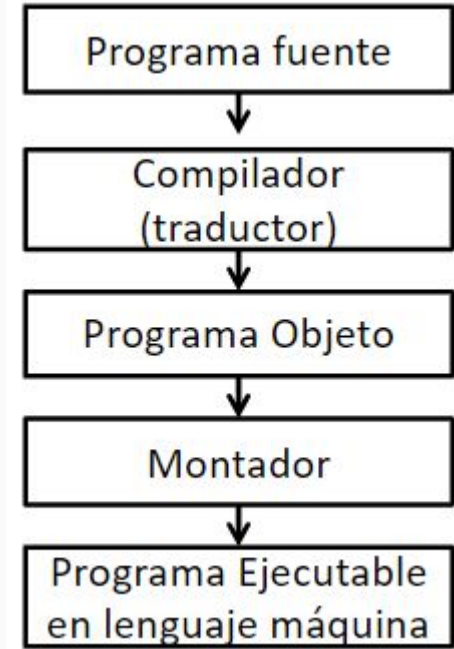 Programa fuente
Compilador
(traductor)
Programa Objeto
Montador
Programa Ejecutable
en lenguaje máquina